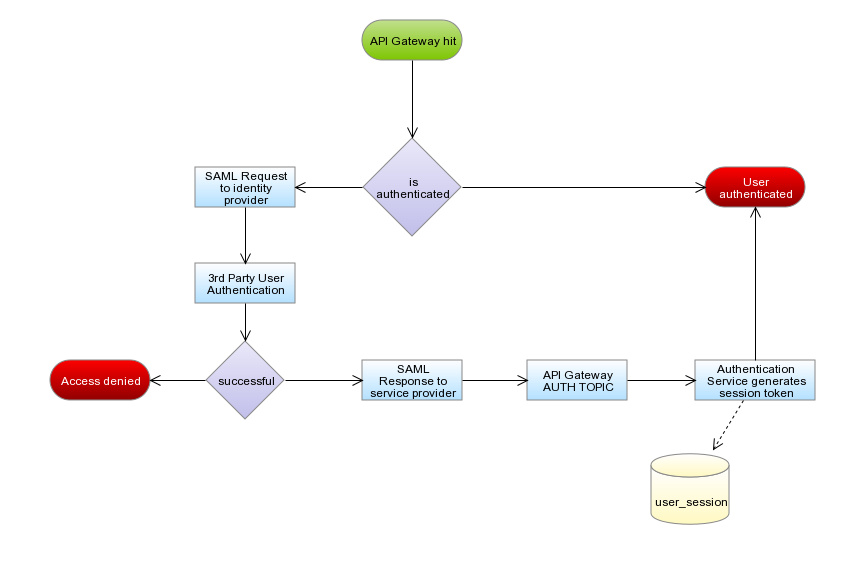 API Gateway hit
is
authenticated
SAML Request
to identity
provider
User
authenticated
3rd Party User
Authentication
Access denied
successful
SAML
Response to
service provider
API Gateway
AUTH TOPIC
Authentication
Service generates
session token
user_session